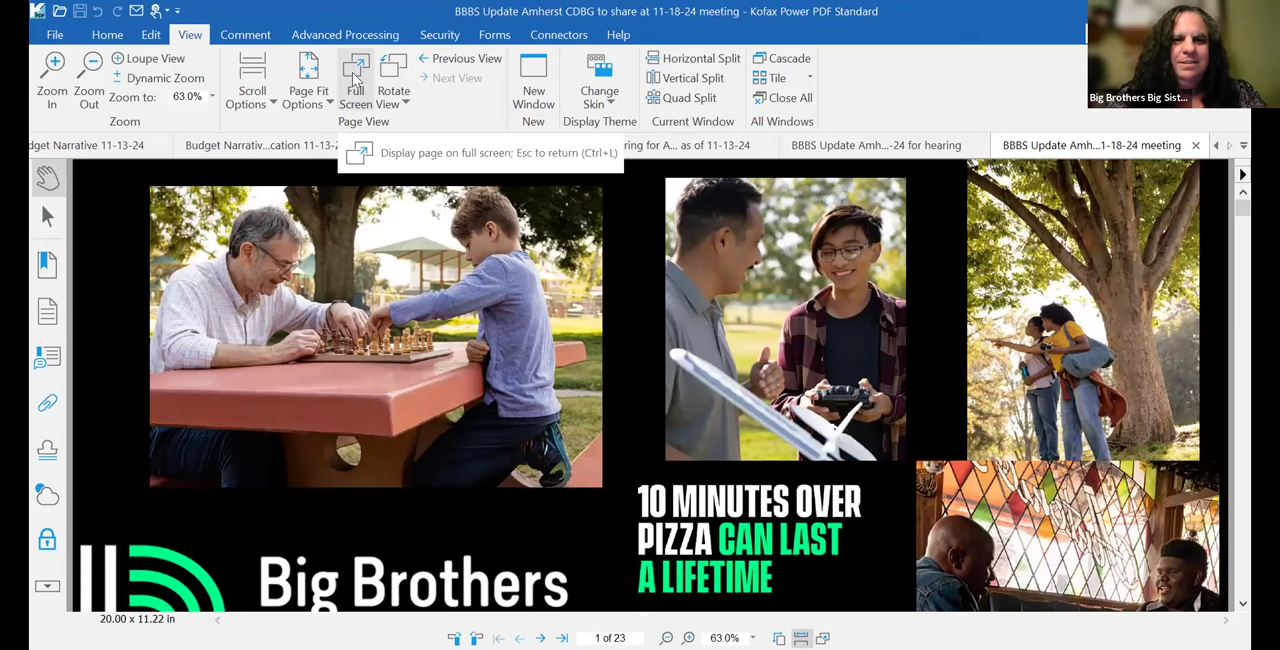 BBBS Update Amherst CDBG to share at 11-18-24 meeting - Kofax Power PDF Standard
File Home Edit View Comment Advanced Processing Security Forms Connectors Help
Zoom In
Zoom Out
Loupe View
Dynamic Zoom
Zoom to: 63.0%
Zoom
Scroll Options
Page Fit Options
Full Screen
Rotate View
Previous View
Next View
Page View
New Window
New
Change Skin
Display Theme
Horizontal Split
Vertical Split
Quad Split
Current Window
Cascade
Tile
Close All
All Windows
Big Brothers Big Sist...
dget Narrative 11-13-24
Budget Narrativ...cation 11-13-2
ring for A... as of 11-13-24
BBBS Update Amh...-24 for hearing
BBBS Update Amh...1-18-24 meeting
Display page on full screen; Esc to return (Ctrl+L)
10 MINUTES OVER
PIZZA CAN LAST
A LIFETIME
Big Brothers
20.00 x 11.22 in
1 of 23
63.0%